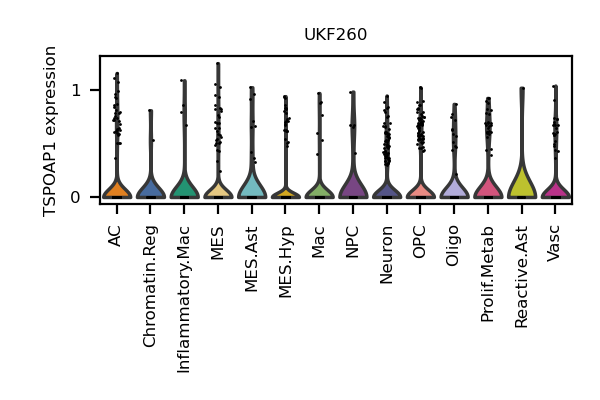 UKF260
TSPOAP1 expression
1
0
AC
Chromatin.Reg
Inflammatory.Mac
MES
MES.Ast
MES.Hyp
Mac
NPC
Neuron
OPC
Oligo
Prolif.Metab
Reactive.Ast
Vasc